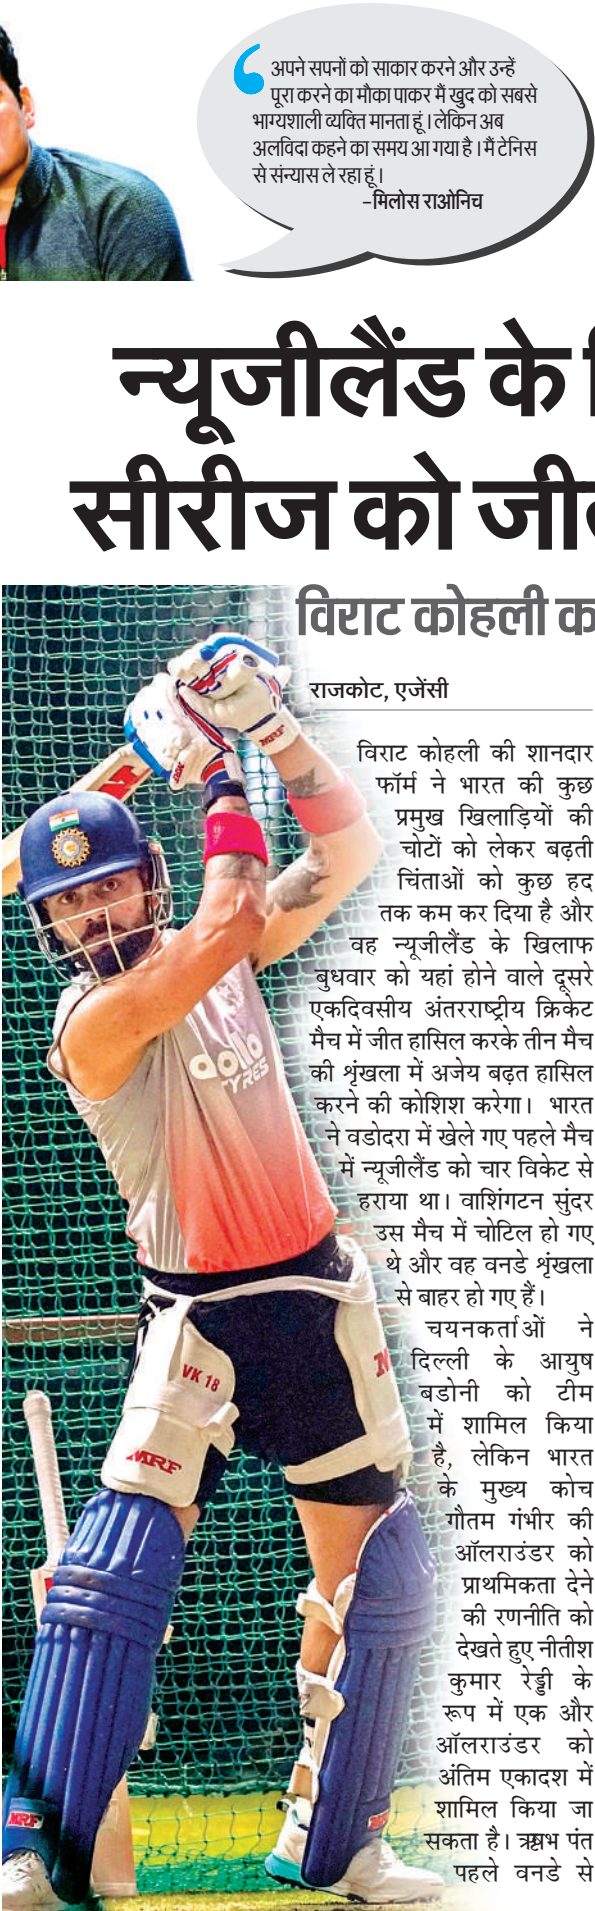 अपने सपनों को साकार करने और उन्हें
पूरा करने का मौका पाकर मैं खुद को सबसे
भाग्यशाली व्यक्ति मानता हूं। लेकिन अब
अलविदा कहने का समय आ गया है। मैं टेनिस
से संन्यास ले रहा हूं।
-मिलोस राओनिच
न्यूजीलैंड के
सीरीज को जी
विराट कोहली क
राजकोट, एजेंसी
विराट कोहली की शानदार
फॉर्म ने भारत की कुछ
प्रमुख खिलाड़ियों की
चोटों को लेकर बढ़ती
चिंताओं को कुछ हद
तक कम कर दिया है और
वह न्यूजीलैंड के खिलाफ
बुधवार को यहां होने वाले दूसरे
एकदिवसीय अंतरराष्ट्रीय क्रिकेट
मैच में जीत हासिल करके तीन मैच
की शृंखला में अजेय बढ़त हासिल
करने की कोशिश करेगा। भारत
ने वडोदरा में खेले गए पहले मैच
में न्यूजीलैंड को चार विकेट से
हराया था। वाशिंगटन सुंदर
उस मैच में चोटिल हो गए
थे और वह वनडे शृंखला
से बाहर हो गए हैं।
चयनकर्ताओं ने
दिल्ली के आयुष
बडोनी को टीम
में शामिल किया
है, लेकिन भारत
के मुख्य कोच
गौतम गंभीर की
ऑलराउंडर को
प्राथमिकता देने
की रणनीति को
देखते हुए नीतीश
कुमार रेड्डी के
रूप में एक और
ऑलराउंडर को
अंतिम एकादश में
शामिल किया जा
सकता है। ऋषभ पंत
पहले वनडे से
MRF
dollo
TYRES
VK 18
MRF
MRF